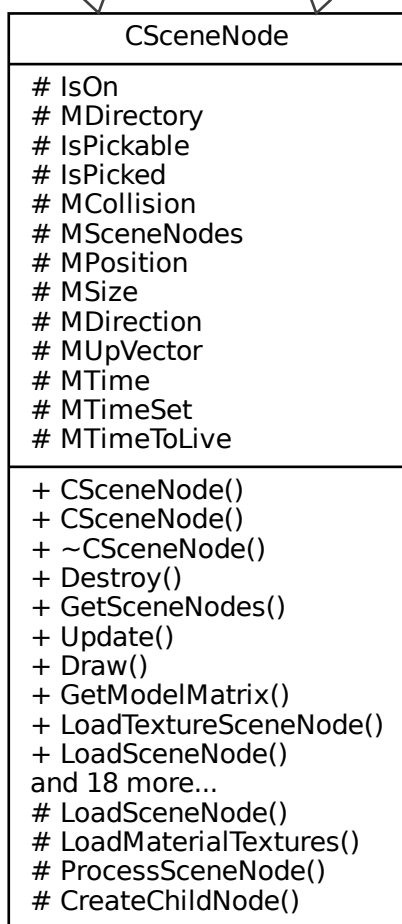 CSceneNode
# IsOn
# MDirectory
# IsPickable
# IsPicked
# MCollision
# MSceneNodes
# MPosition
# MSize
# MDirection
# MUpVector
# MTime
# MTimeSet
# MTimeToLive
+ CSceneNode()
+ CSceneNode()
+ ~CSceneNode()
+ Destroy()
+ GetSceneNodes()
+ Update()
+ Draw()
+ GetModelMatrix()
+ LoadTextureSceneNode()
+ LoadSceneNode()
and 18 more...
# LoadSceneNode()
# LoadMaterialTextures()
# ProcessSceneNode()
# CreateChildNode()